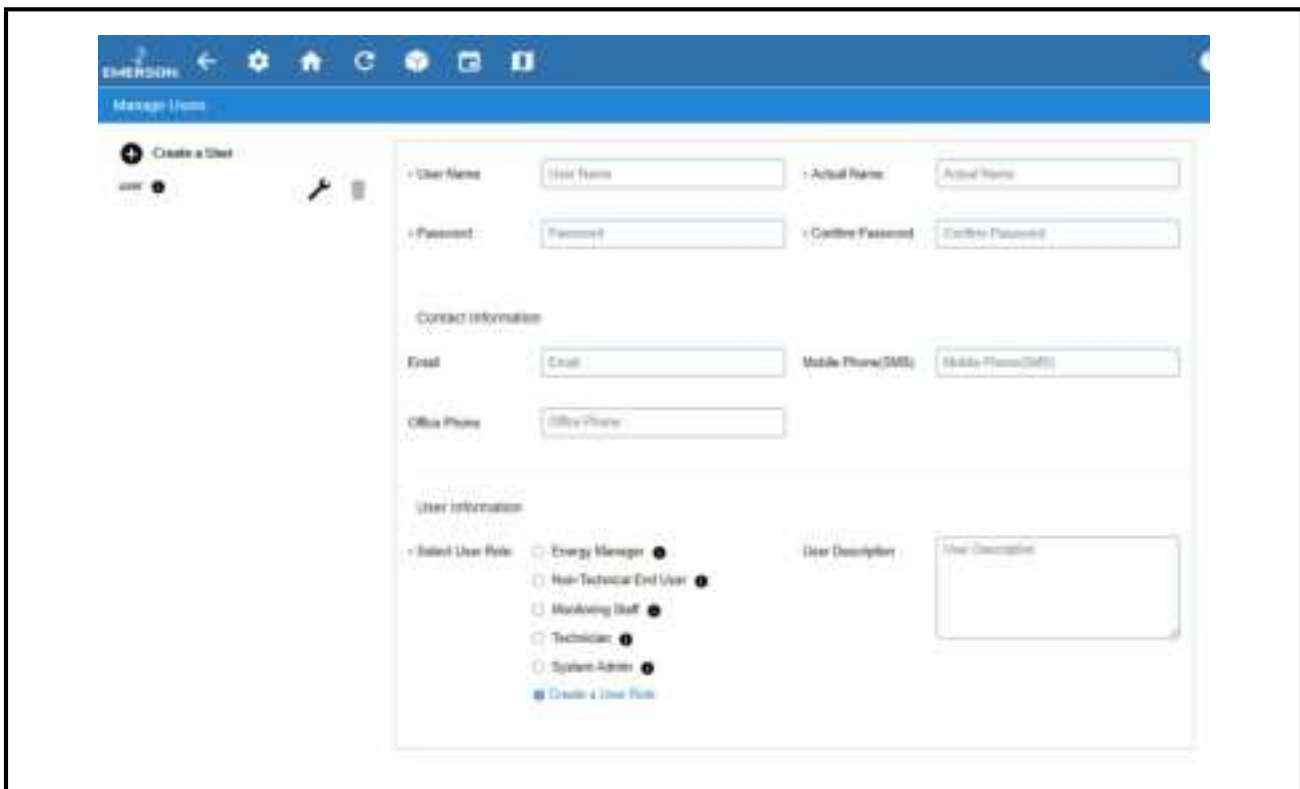 EMERSON
Manage Users
Create a User
user
* User Name User Name * Actual Name Actual Name
* Password Password * Confirm Password Confirm Password
Contact Information
Email Email Mobile Phone(SMS) Mobile Phone(SMS)
Office Phone Office Phone
User Information
* Select User Role Energy Manager User Description User Description
Non-Technical End User
Monitoring Staff
Technician
System Admin
Create a User Role